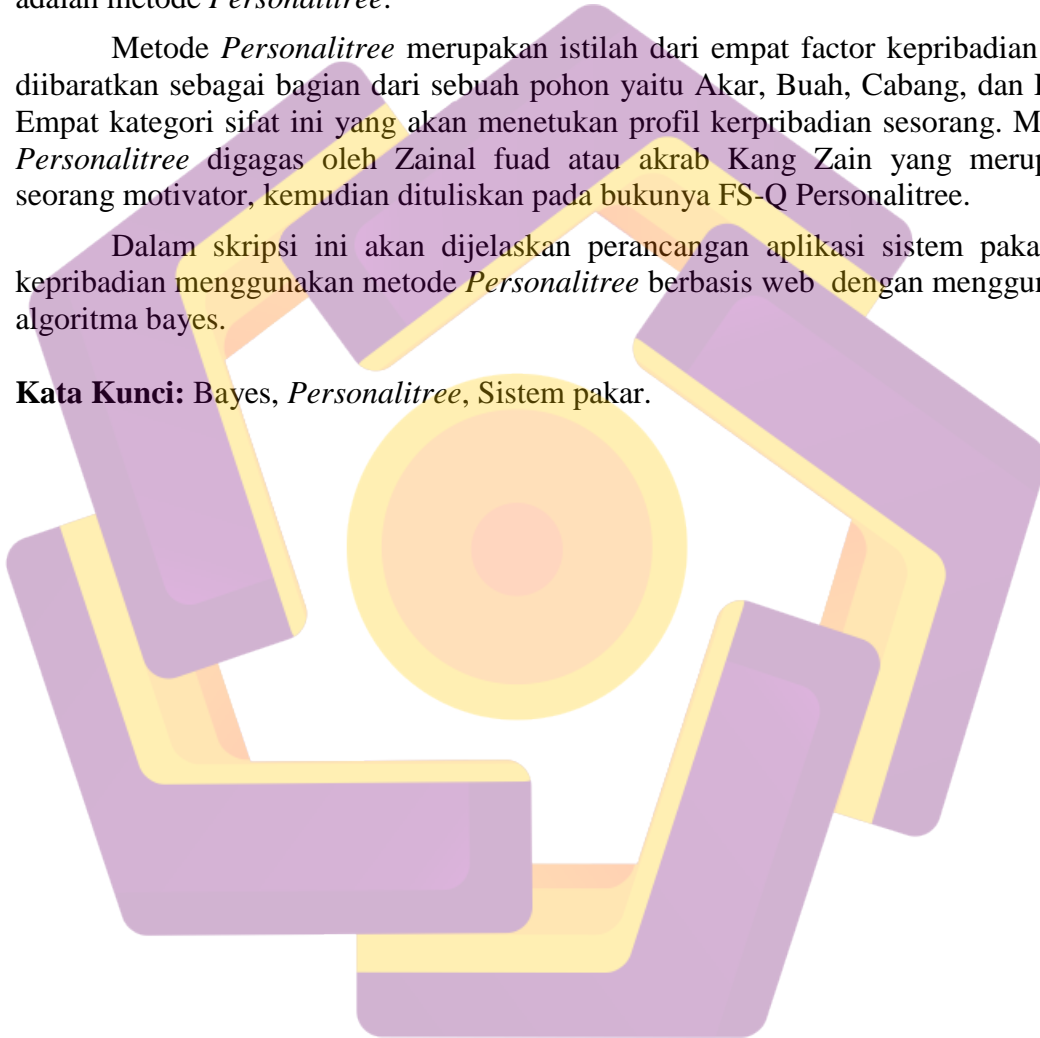 adalah metode Personalitree.
Metode Personalitree merupakan istilah dari empat factor kepribadian
diibaratkan sebagai bagian dari sebuah pohon yaitu Akar, Buah, Cabang, dan
Empat kategori sifat ini yang akan menetukan profil kerpribadian sesorang.
Personalitree digagas oleh Zainal fuad atau akrab Kang Zain yang
seorang motivator, kemudian dituliskan pada bukunya FS-Q Personalitree.
Dalam skripsi ini akan dijelaskan perancangan aplikasi sistem
kepribadian menggunakan metode Personalitree berbasis web dengan
algoritma bayes.
Kata Kunci: Bayes, Personalitree, Sistem pakar.